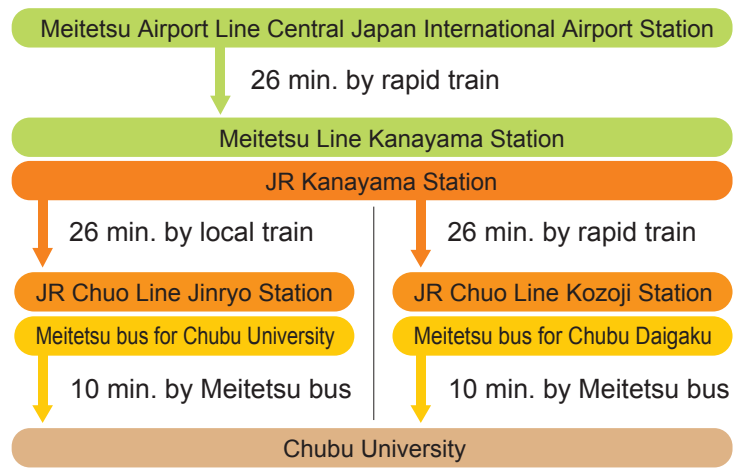 Meitetsu Airport Line Central Japan International Airport Station
26 min. by rapid train
Meitetsu Line Kanayama Station
JR Kanayama Station
26 min. by local train
26 min. by rapid train
JR Chuo Line Jinryo Station
JR Chuo Line Kozoji Station
Meitetsu bus for Chubu University
Meitetsu bus for Chubu Daigaku
10 min. by Meitetsu bus
10 min. by Meitetsu bus
Chubu University